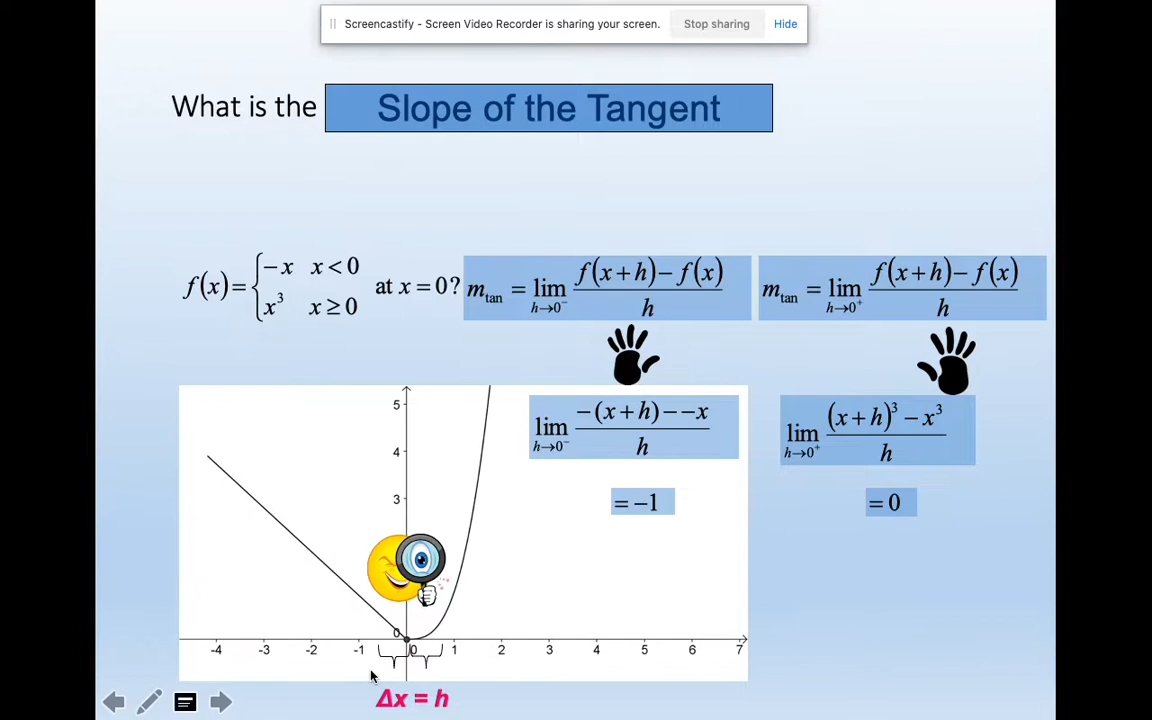 Screencastify - Screen Video Recorder is sharing your screen. Stop sharing Hide
What is the Slope of the Tangent
f(x)= { −x x<0
x³ x≥0
at x=0?
m_tan = lim_{h→0⁻} (f(x+h)−f(x))/h
m_tan = lim_{h→0⁺} (f(x+h)−f(x))/h
lim_{h→0⁻} (−(x+h)−−x)/h
lim_{h→0⁺} ((x+h)³−x³)/h
=−1
=0
5
4
3
0
-4 -3 -2 -1 0 1 2 3 4 5 6 7
Δx = h